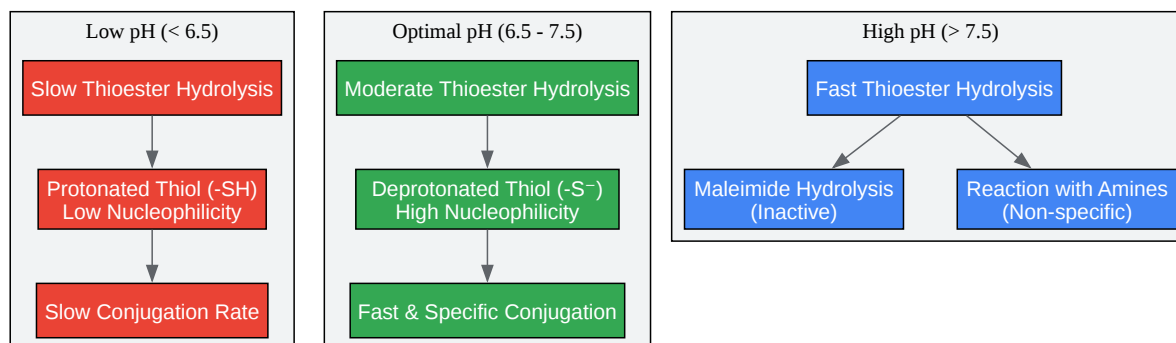 Low pH (< 6.5)
Slow Thioester Hydrolysis
Protonated Thiol (-SH)
Low Nucleophilicity
Slow Conjugation Rate
Optimal pH (6.5 - 7.5)
Moderate Thioester Hydrolysis
Deprotonated Thiol (-S⁻)
High Nucleophilicity
Fast & Specific Conjugation
High pH (> 7.5)
Fast Thioester Hydrolysis
Maleimide Hydrolysis
(Inactive)
Reaction with Amines
(Non-specific)